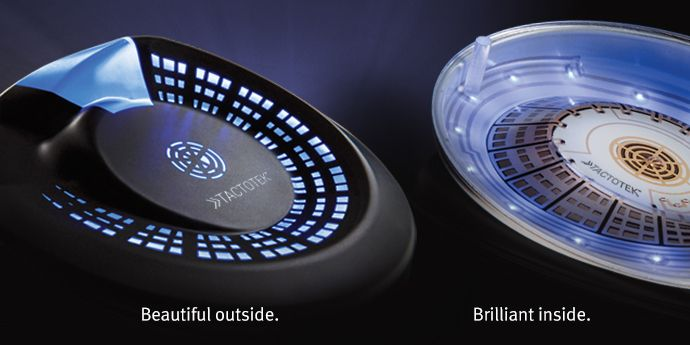 TACTOTEK
TACTOTEK
Beautiful outside.
Brilliant inside.